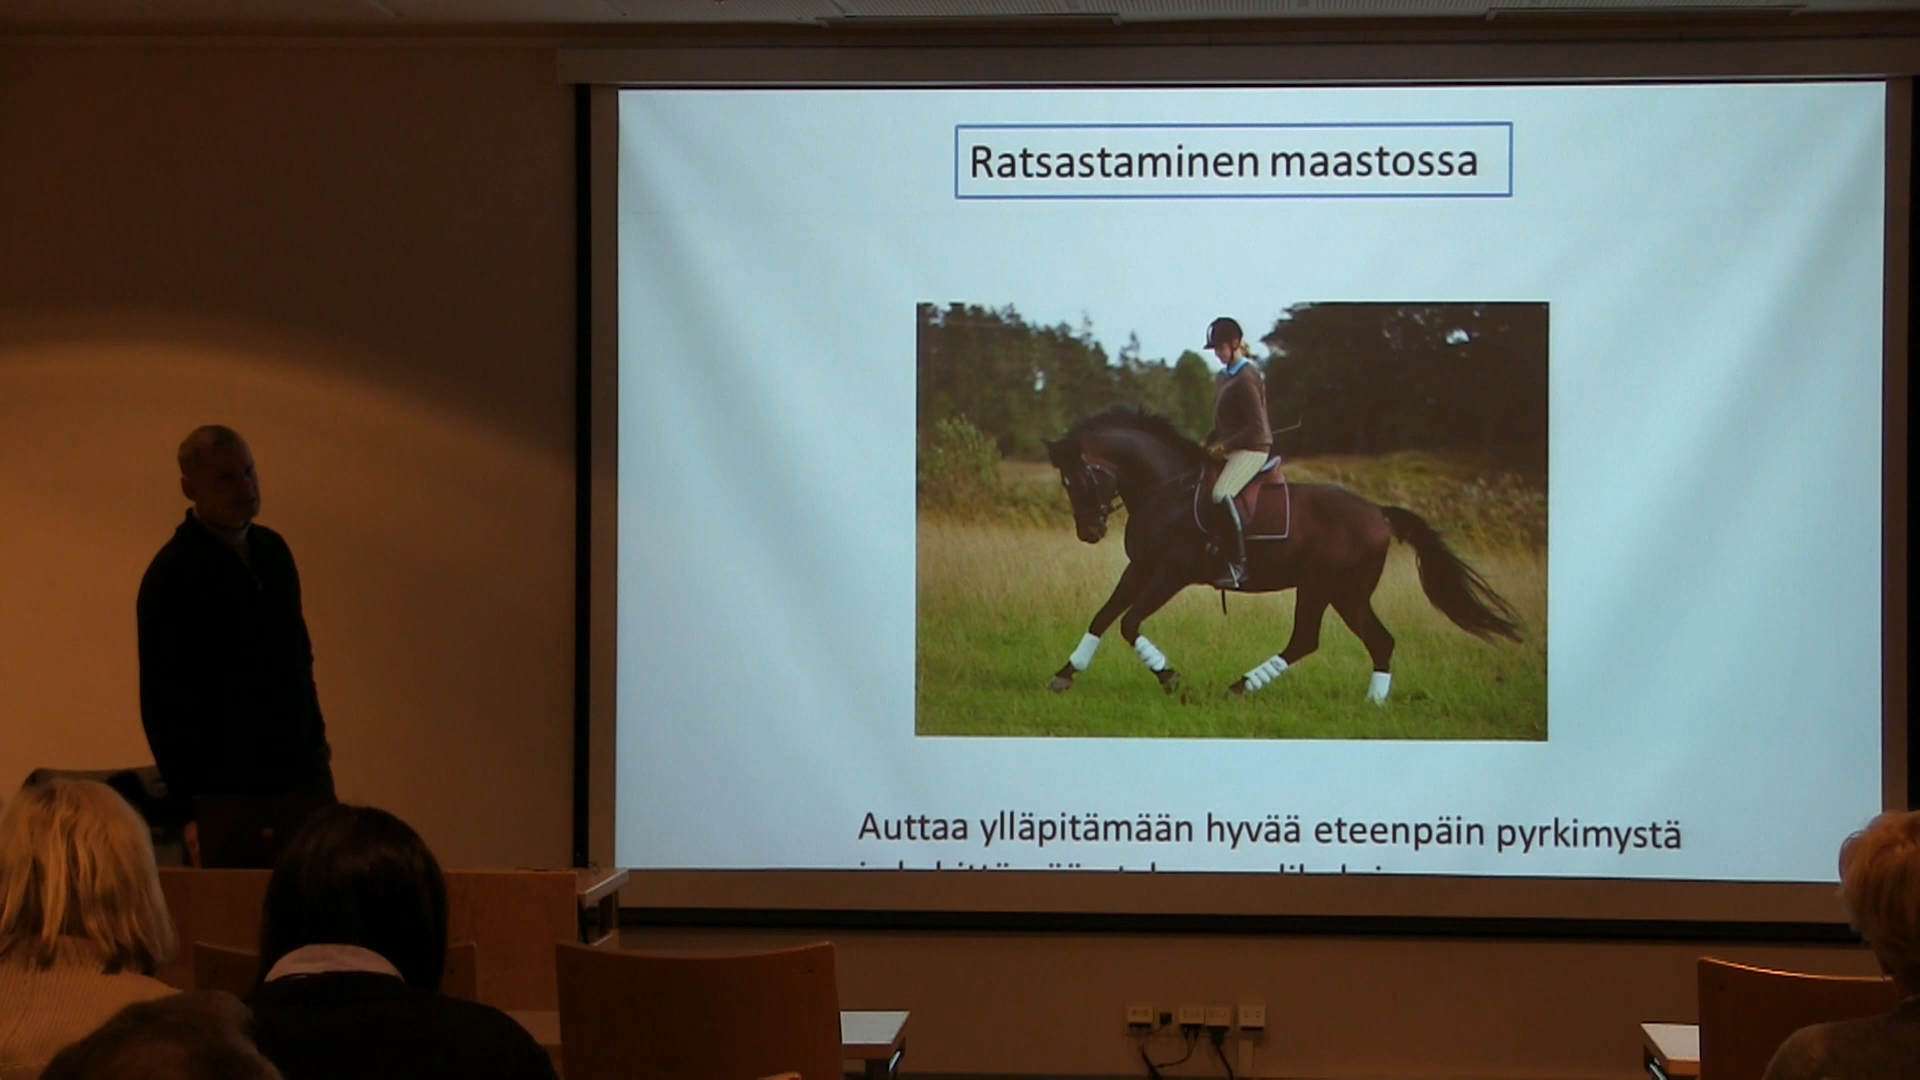 Ratsastaminen maastossa
Auttaa ylläpitämään hyvää eteenpäin pyrkimystä